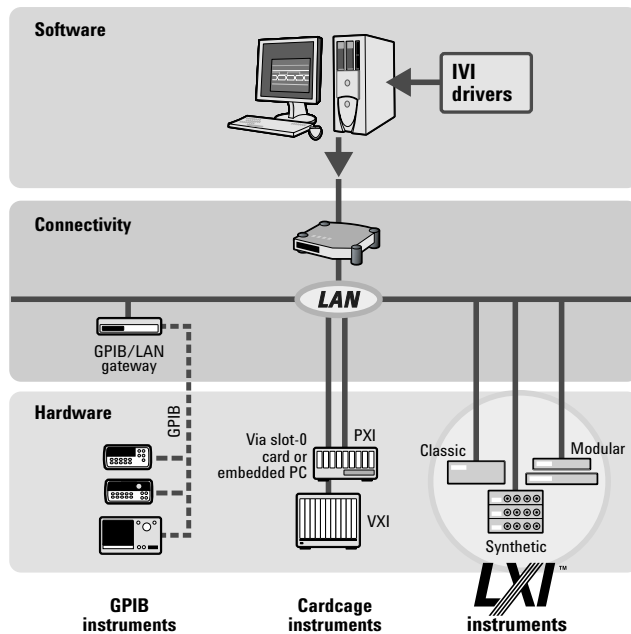 Software
IVI
drivers
Connectivity
LAN
GPIB/LAN
gateway
GPIB
Hardware
Via slot-0
card or
embedded PC
PXI
VXI
Classic
Modular
Synthetic
GPIB
instruments
Cardcage
instruments
LXI™
instruments